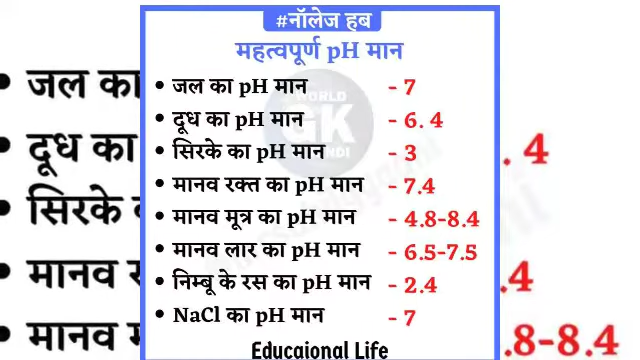 #नॉलेज हब
महत्वपूर्ण pH मान
• जल का pH मान - 7
• दूध का pH मान - 6. 4
• सिरके का pH मान - 3
• मानव रक्त का pH मान - 7.4
• मानव मूत्र का pH मान - 4.8-8.4
• मानव लार का pH मान - 6.5-7.5
• निम्बू के रस का pH मान - 2.4
• NaCl का pH मान - 7
Educaional Life